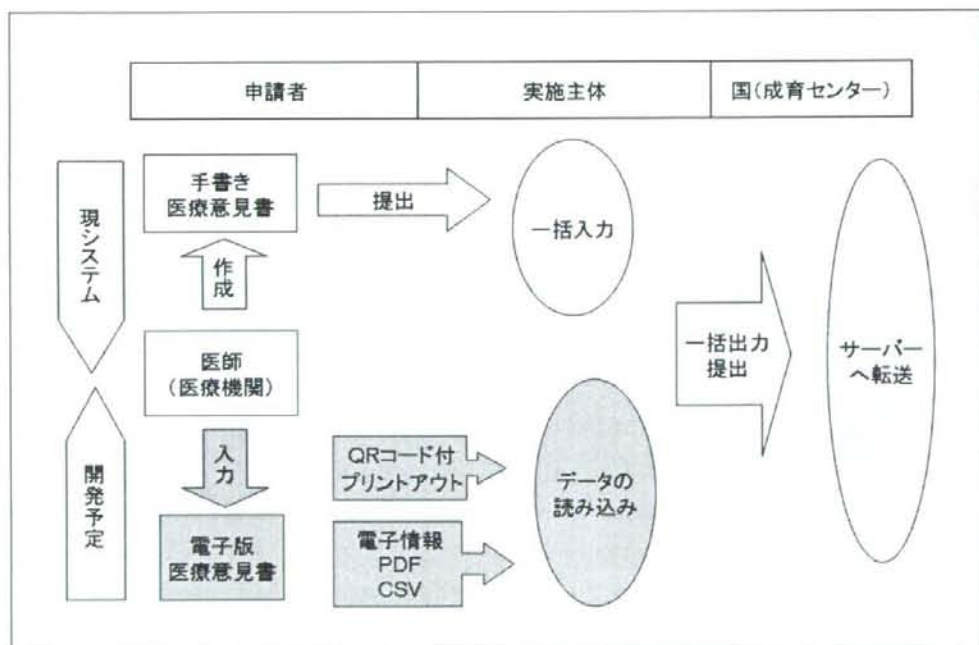 申請者
実施主体
国(成育センター)
現システム
手書き
医療意見書
提出
一括入力
作成
医師
(医療機関)
一括出力
提出
サーバー
へ転送
開発予定
入力
QRコード付
プリントアウト
データの
読み込み
電子版
医療意見書
電子情報
PDF
CSV